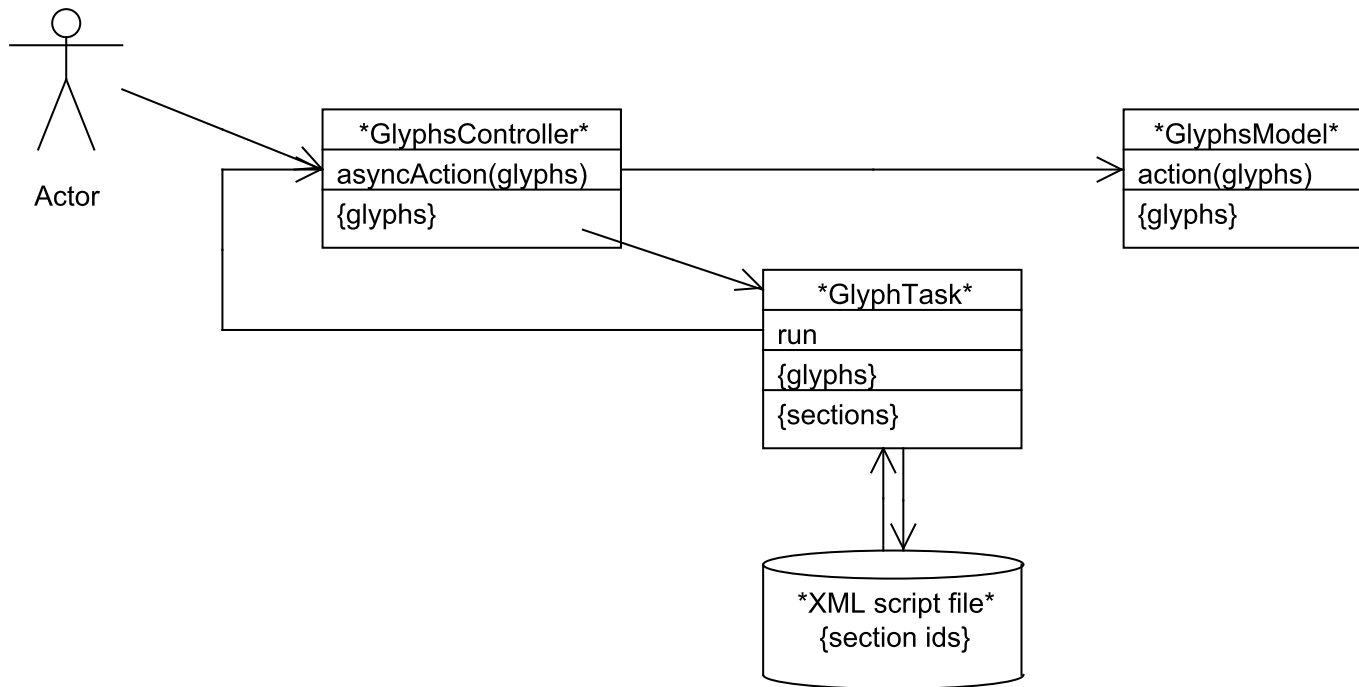 Actor
*GlyphsController*
asyncAction(glyphs)
{glyphs}
*GlyphsModel*
action(glyphs)
{glyphs}
*GlyphTask*
run
{glyphs}
{sections}
*XML script file*
{section ids}